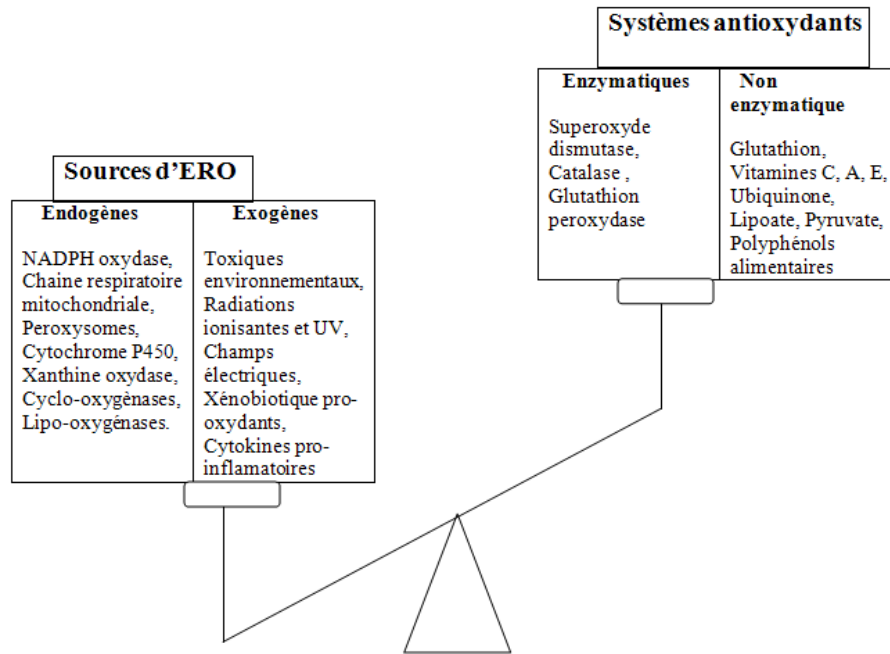 Systèmes antioxydants
Enzymatiques
Superoxyde
dismutase,
Catalase ,
Glutathion
peroxydase
Non
enzymatique
Glutathion,
Vitamines C, A, E,
Ubiquinone,
Lipoate, Pyruvate,
Polyphénols
alimentaires
Sources d'ERO
Endogènes
NADPH oxydase,
Chaine respiratoire
mitochondriale,
Peroxysomes,
Cytochrome P450,
Xanthine oxydase,
Cyclo-oxygènases,
Lipo-oxygénases.
Exogènes
Toxiques
environnementaux,
Radiations
ionisantes et UV,
Champs
électriques,
Xénobiotique pro-
oxydants,
Cytokines pro-
inflamatoires